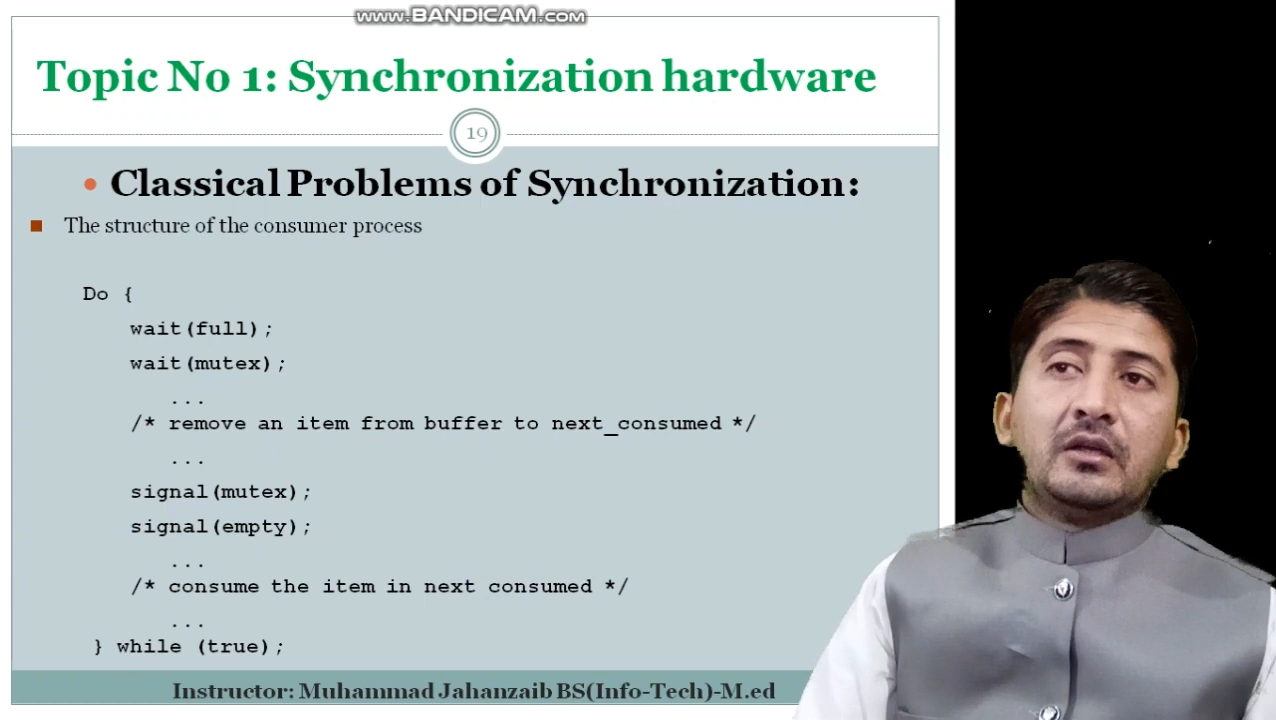 www.BANDICAM.com
Topic No 1: Synchronization hardware
19
• Classical Problems of Synchronization:
■ The structure of the consumer process
Do {
wait(full);
wait(mutex);
...
/* remove an item from buffer to next_consumed */
...
signal(mutex);
signal(empty);
...
/* consume the item in next consumed */
...
} while (true);
Instructor: Muhammad Jahanzaib BS(Info-Tech)-M.ed